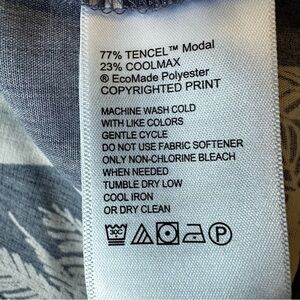 77% TENCEL™ Modal
23% COOLMAX
® EcoMade Polyester
COPYRIGHTED PRINT
MACHINE WASH COLD
WITH LIKE COLORS
GENTLE CYCLE
DO NOT USE FABRIC SOFTENER
ONLY NON-CHLORINE BLEACH
WHEN NEEDED
TUMBLE DRY LOW
COOL IRON
OR DRY CLEAN
30C P